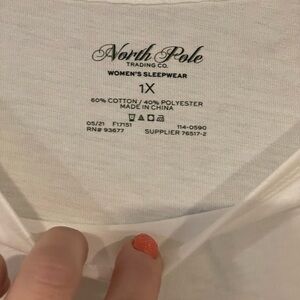 North Pole
TRADING CO.
WOMEN'S SLEEPWEAR
1X
60% COTTON / 40% POLYESTER
MADE IN CHINA
05/21 F17151 114-0590
RN# 93677 SUPPLIER 76517-2